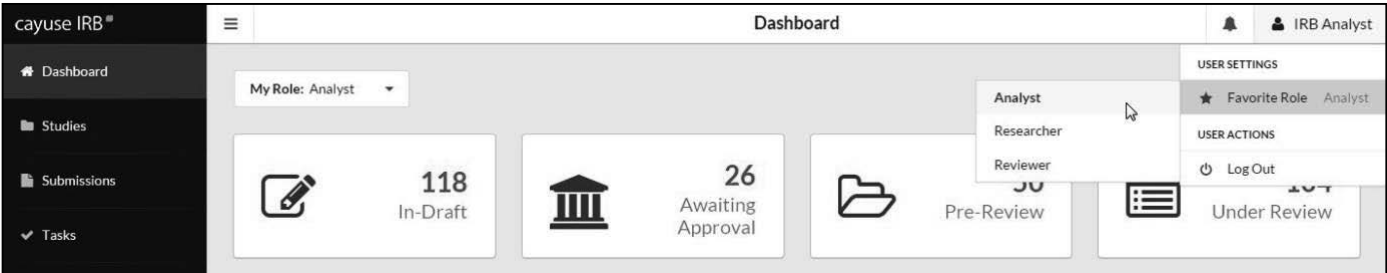 cayuse IRB
Dashboard
IRB Analyst
Dashboard
Studies
Submissions
Tasks
My Role: Analyst
USER SETTINGS
Favorite Role Analyst
USER ACTIONS
Log Out
Analyst
Researcher
Reviewer
118
In-Draft
26
Awaiting
Approval
Pre-Review
Under Review